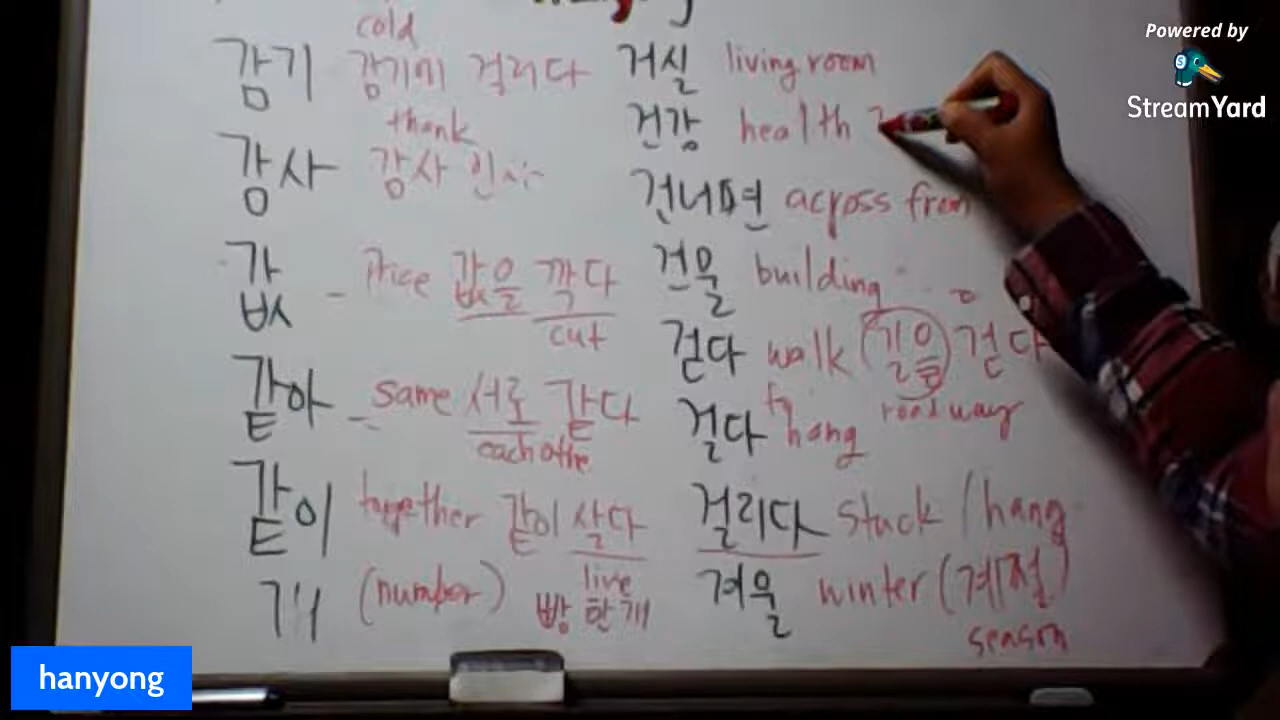 cold
감기 감기에 걸리다
thank
감사 감사 인사
값 - Price 값을 깍다
cut
같아 - same 서로 같다
each othe
같이 together 같이 살다
live
개 (number) 빵 한개
거실 living room
건강 health
건너편 across from
건물 building
걷다 walk (길을) 걷다
road way
걸다 to hang
걸리다 stuck / hang
겨울 winter (계절)
season
Powered by
StreamYard
hanyong